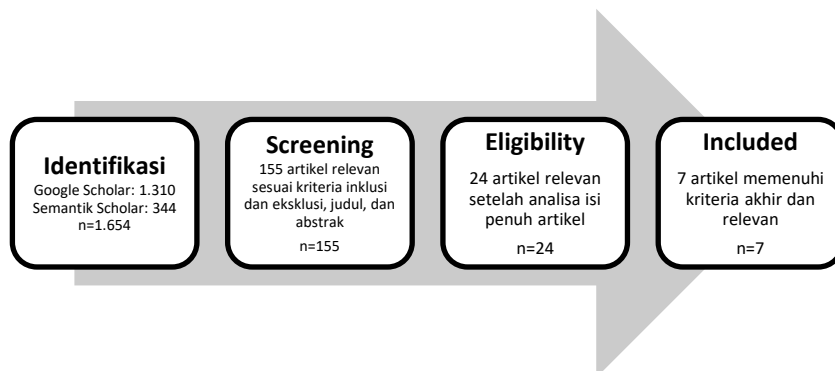 Identifikasi
Google Scholar: 1.310
Semantik Scholar: 344
n=1.654
Screening
155 artikel relevan
sesuai kriteria inklusi
dan eksklusi, judul, dan
abstrak
n=155
Eligibility
24 artikel relevan
setelah analisa isi
penuh artikel
n=24
Included
7 artikel memenuhi
kriteria akhir dan
relevan
n=7